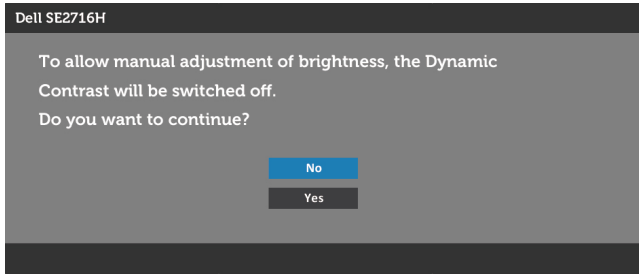 Dell SE2716H
To allow manual adjustment of brightness, the Dynamic
Contrast will be switched off.
Do you want to continue?
No
Yes